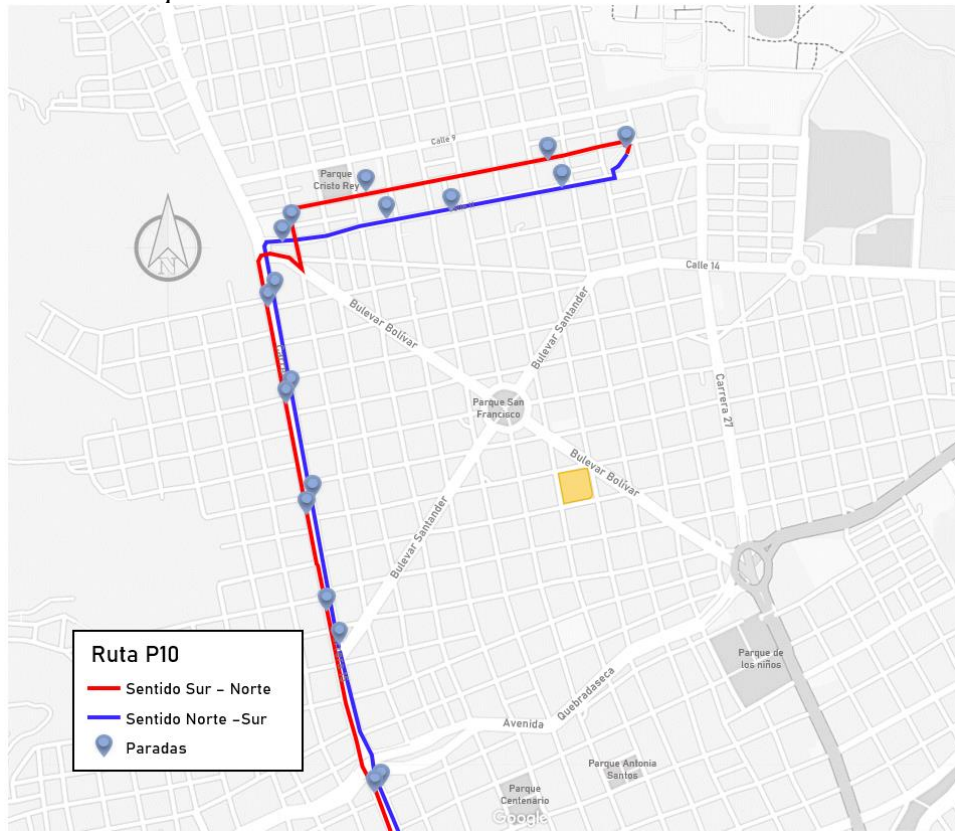 Calle 9
Parque
Cristo Rey
N
Calle 14
Bulevar Santander
Bulevar Bolívar
Parque San
Francisco
Carrera 27
Bulevar Bolívar
Bulevar Santander
Ruta P10
Sentido Sur - Norte
Sentido Norte -Sur
Paradas
Parque de
los niños
Quebradaseca
Avenida
Parque Antonia
Santos
Parque
Centenario
Google